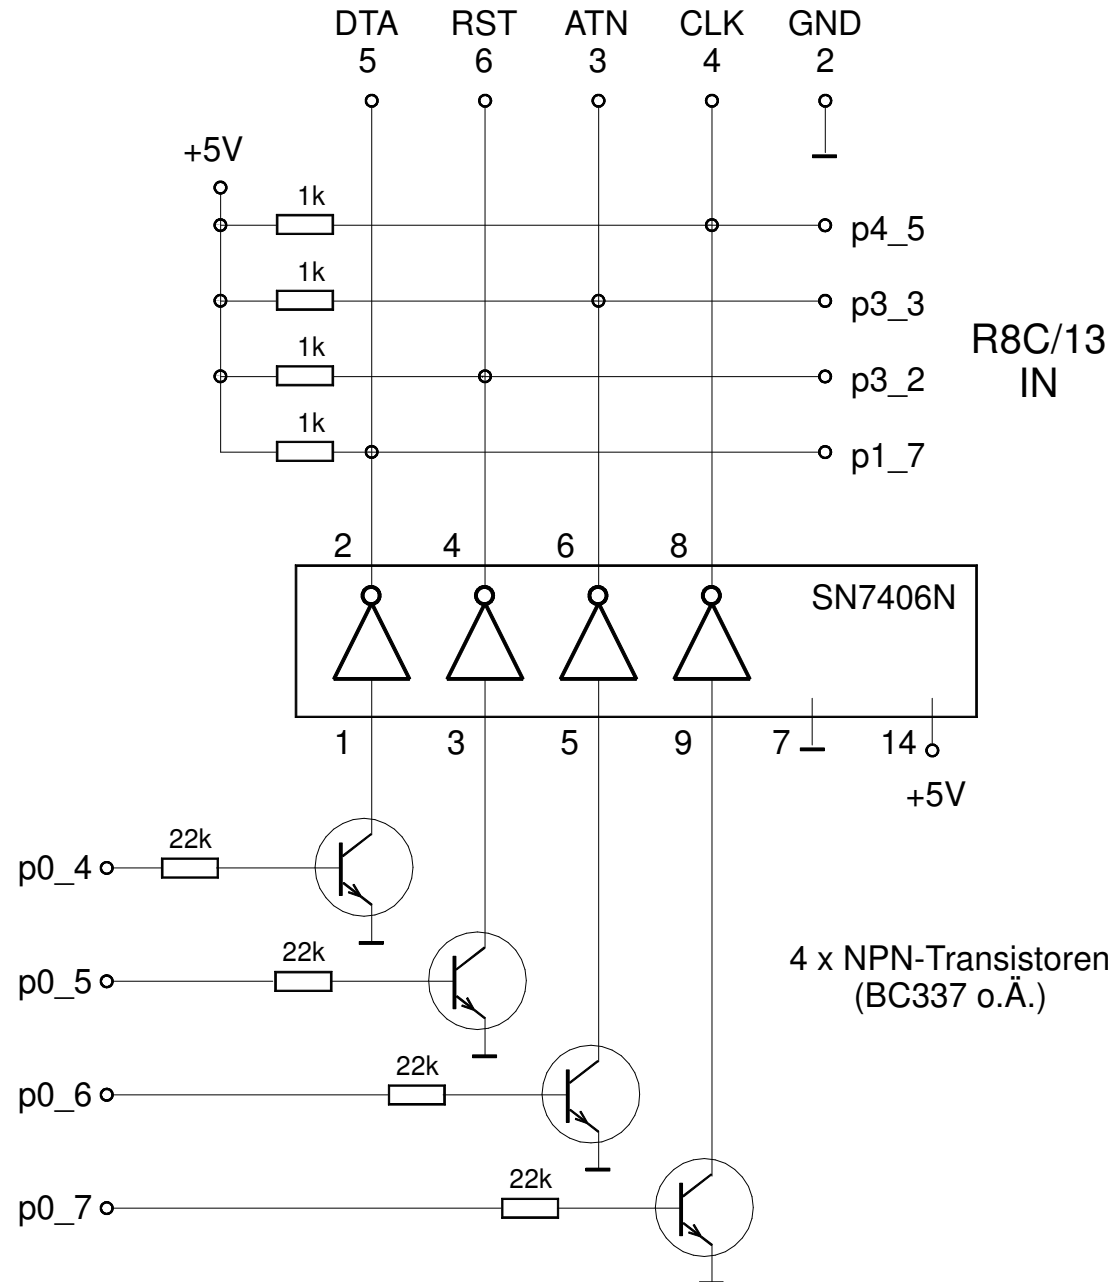 DTA RST ATN CLK GND
5 6 3 4 2
+5V
1k
p4_5
1k
p3_3
R8C/13
IN
1k
p3_2
1k
p1_7
2 4 6 8
SN7406N
1 3 5 9 7 14
+5V
22k
p0_4
22k
p0_5
4 x NPN-Transistoren
(BC337 o.Ä.)
22k
p0_6
22k
p0_7